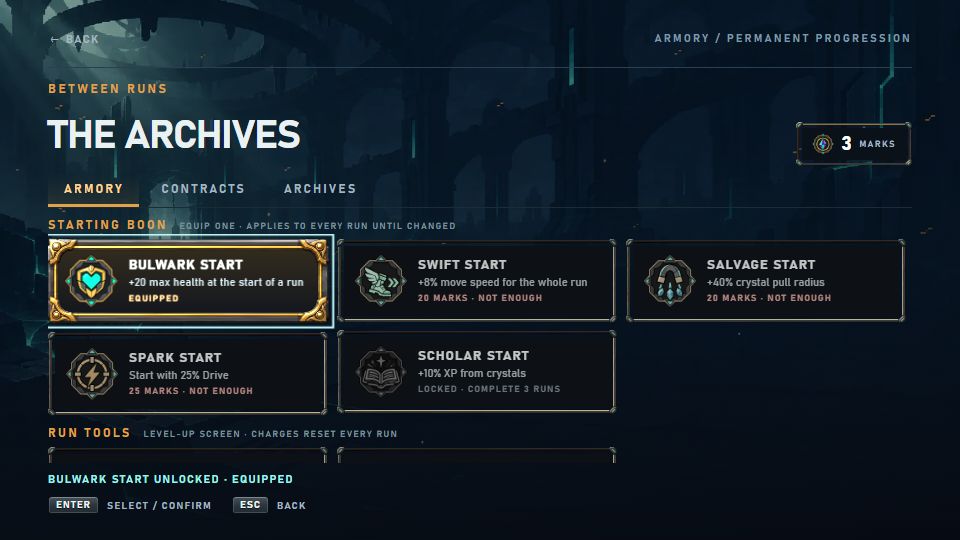 ← BACK
ARMORY / PERMANENT PROGRESSION
BETWEEN RUNS
THE ARCHIVES
3 MARKS
ARMORY CONTRACTS ARCHIVES
STARTING BOON EQUIP ONE · APPLIES TO EVERY RUN UNTIL CHANGED
BULWARK START
+20 max health at the start of a run
EQUIPPED
SWIFT START
+8% move speed for the whole run
20 MARKS · NOT ENOUGH
SALVAGE START
+40% crystal pull radius
20 MARKS · NOT ENOUGH
SPARK START
Start with 25% Drive
25 MARKS · NOT ENOUGH
SCHOLAR START
+10% XP from crystals
LOCKED · COMPLETE 3 RUNS
RUN TOOLS LEVEL-UP SCREEN · CHARGES RESET EVERY RUN
BULWARK START UNLOCKED · EQUIPPED
ENTER SELECT / CONFIRM ESC BACK